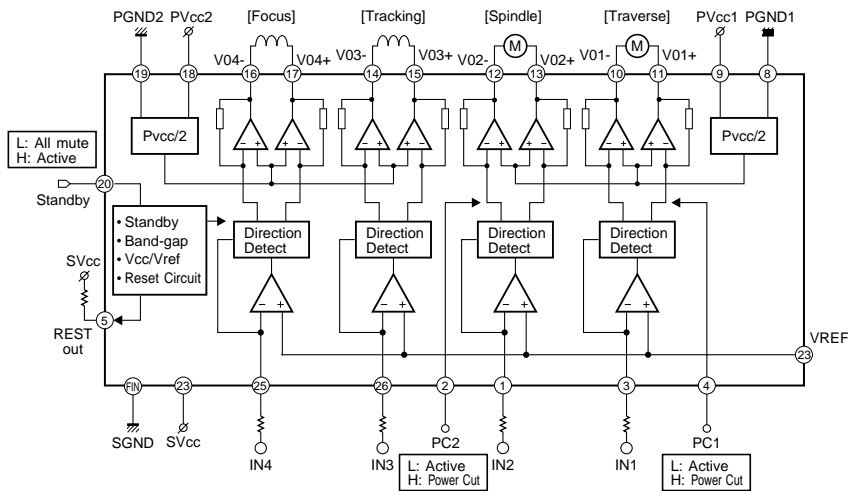 PGND2 PVcc2 [Focus] [Tracking] [Spindle] [Traverse] PVcc1 PGND1
V04- V04+ V03- V03+ V02- M V02+ V01- M V01+
19 18 16 17 14 15 12 13 10 11 9 8
Pvcc/2 - + + - - + + - - + + - - + + - Pvcc/2
L: All mute
H: Active
20
Standby
• Standby
• Band-gap
• Vcc/Vref
• Reset Circuit
Direction
Detect
Direction
Detect
Direction
Detect
Direction
Detect
SVcc
- + - + - + - +
5
REST
out
VREF
23
FIN 23 25 26 2 1 3 4
SGND SVcc IN4 IN3 PC2 IN2 IN1 PC1
L: Active
H: Power Cut
L: Active
H: Power Cut